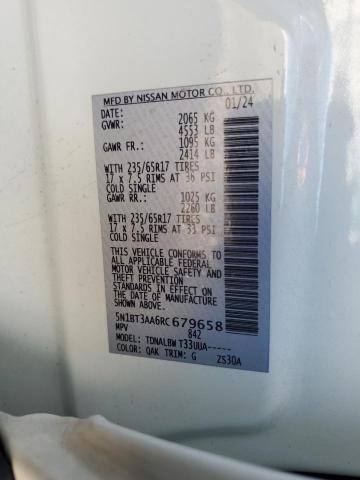 MFD BY NISSAN MOTOR CO., LTD.
DATE: 01/24
GVWR: 2065 KG
4553 LB
GAWR FR: 1095 KG
2414 LB
WITH 235/65R17 TIRES
17 x 7.5 RIMS AT 36 PSI
COLD SINGLE
GAWR RR: 1025 KG
2260 LB
WITH 235/65R17 TIRES
17 x 7.5 RIMS AT 33 PSI
COLD SINGLE
THIS VEHICLE CONFORMS TO ALL
APPLICABLE FEDERAL MOTOR
VEHICLE SAFETY, BUMPER, AND
THEFT PREVENTION
STANDARDS IN EFFECT ON THE
DATE OF MANUFACTURE
SHOWN ABOVE.
5N1BT3AA6RC679658
MPV 842
MODEL: TDNALBW T33UUA-----
COLOR: QAK TRIM: G ZS30A